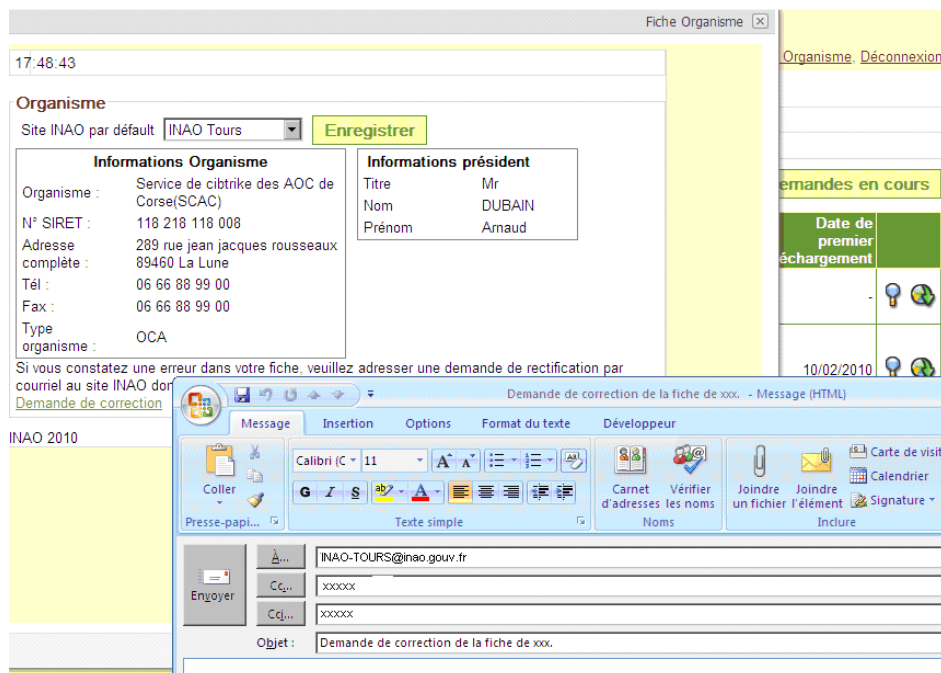 Fiche Organisme
17:48:43
Organisme, Déconnexion
Organisme
Site INAO par défault INAO Tours Enregistrer
Informations Organisme
Organisme : Service de cibtrike des AOC de
Corse(SCAC)
N° SIRET : 118 218 118 008
Adresse 289 rue jean jacques rousseaux
complète : 89460 La Lune
Tél : 06 66 88 99 00
Fax : 06 66 88 99 00
Type
organisme : OCA
Informations président
Titre Mr
Nom DUBAIN
Prénom Arnaud
emandes en cours
Date de
premier
échargement
-
10/02/2010
Si vous constatez une erreur dans votre fiche, veuillez adresser une demande de rectification par
courriel au site INAO don
Demande de correction
INAO 2010
Demande de correction de la fiche de xxx. - Message (HTML)
Message Insertion Options Format du texte Développeur
Coller
Presse-papi...
Calibri (C 11
G I S
Texte simple
Carnet
d'adresses
Vérifier
les noms
Noms
Joindre
un fichier
Joindre
l'élément
Carte de visit
Calendrier
Signature
Inclure
Envoyer
À... INAO-TOURS@inao.gouv.fr
Cc... xxxxx
Cci... xxxxx
Objet : Demande de correction de la fiche de xxx.